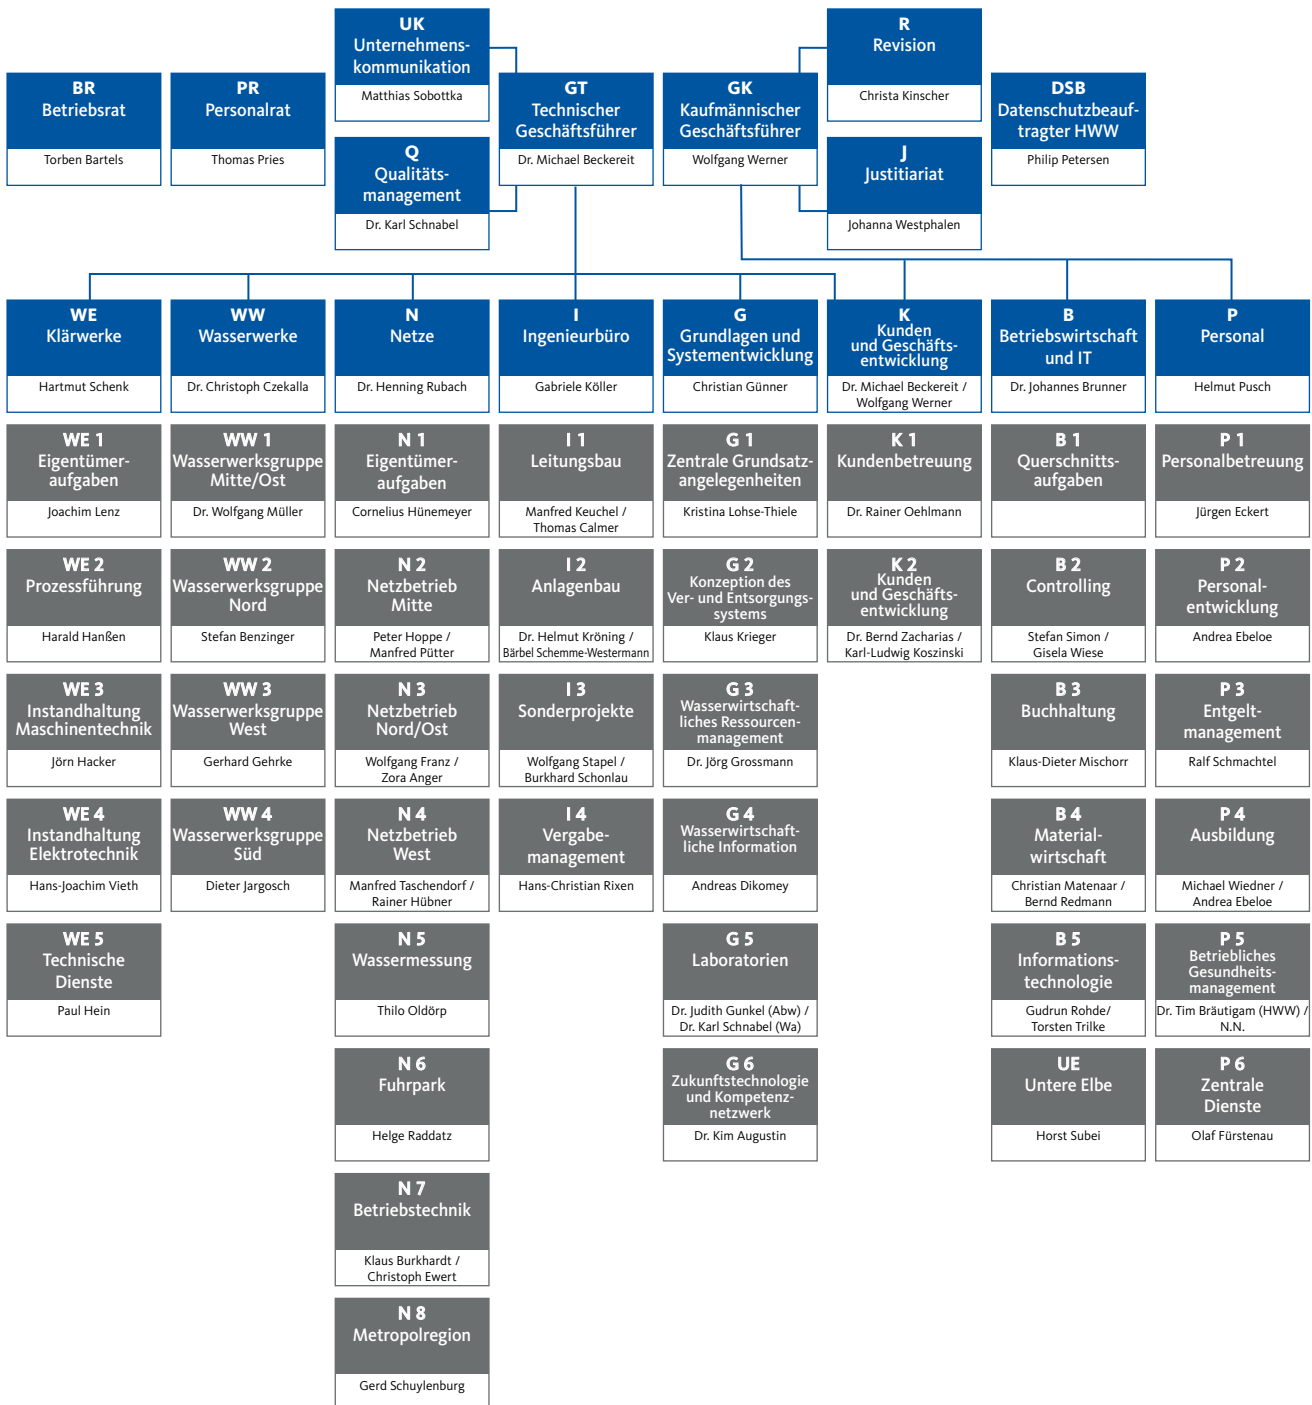 UK
Unternehmens-
kommunikation
Matthias Sobottka
R
Revision
Christa Kinscher
BR
Betriebsrat
Torben Bartels
PR
Personalrat
Thomas Pries
GT
Technischer
Geschäftsführer
Dr. Michael Beckereit
GK
Kaufmännischer
Geschäftsführer
Wolfgang Werner
DSB
Datenschutzbeauf-
tragter HWW
Philip Petersen
Q
Qualitäts-
management
Dr. Karl Schnabel
J
Justitiariat
Johanna Westphalen
WE
Klärwerke
Hartmut Schenk
WW
Wasserwerke
Dr. Christoph Czekalla
N
Netze
Dr. Henning Rubach
I
Ingenieurbüro
Gabriele Köller
G
Grundlagen und
Systementwicklung
Christian Günner
K
Kunden
und Geschäfts-
entwicklung
Dr. Michael Beckereit /
Wolfgang Werner
B
Betriebswirtschaft
und IT
Dr. Johannes Brunner
P
Personal
Helmut Pusch
WE 1
Eigentümer-
aufgaben
Joachim Lenz
WW 1
Wasserwerksgruppe
Mitte/Ost
Dr. Wolfgang Müller
N 1
Eigentümer-
aufgaben
Cornelius Hünemeyer
I 1
Leitungsbau
Manfred Keuchel /
Thomas Calmer
G 1
Zentrale Grundsatz-
angelegenheiten
Kristina Lohse-Thiele
K 1
Kundenbetreuung
Dr. Rainer Oehlmann
B 1
Querschnitts-
aufgaben
P 1
Personalbetreuung
Jürgen Eckert
WE 2
Prozessführung
Harald Hanßen
WW 2
Wasserwerksgruppe
Nord
Stefan Benzinger
N 2
Netzbetrieb
Mitte
Peter Hoppe /
Manfred Pütter
I 2
Anlagenbau
Dr. Helmut Kröning /
Bärbel Schemme-Westermann
G 2
Konzeption des
Ver- und Entsorgungs-
systems
Klaus Krieger
K 2
Kunden
und Geschäfts-
entwicklung
Dr. Bernd Zacharias /
Karl-Ludwig Koszinski
B 2
Controlling
Stefan Simon /
Gisela Wiese
P 2
Personal-
entwicklung
Andrea Ebeloe
WE 3
Instandhaltung
Maschinentechnik
Jörn Hacker
WW 3
Wasserwerksgruppe
West
Gerhard Gehrke
N 3
Netzbetrieb
Nord/Ost
Wolfgang Franz /
Zora Anger
I 3
Sonderprojekte
Wolfgang Stapel /
Burkhard Schonlau
G 3
Wasserwirtschaft-
liches Ressourcen-
management
Dr. Jörg Grossmann
B 3
Buchhaltung
Klaus-Dieter Mischorr
P 3
Entgelt-
management
Ralf Schmachtel
WE 4
Instandhaltung
Elektrotechnik
Hans-Joachim Vieth
WW 4
Wasserwerksgruppe
Süd
Dieter Jargosch
N 4
Netzbetrieb
West
Manfred Taschendorf /
Rainer Hübner
I 4
Vergabe-
management
Hans-Christian Rixen
G 4
Wasserwirtschaft-
liche Information
Andreas Dikomey
B 4
Material-
wirtschaft
Christian Matenaar /
Bernd Redmann
P 4
Ausbildung
Michael Wiedner /
Andrea Ebeloe
WE 5
Technische
Dienste
Paul Hein
N 5
Wassermessung
Thilo Oldörp
G 5
Laboratorien
Dr. Judith Gunkel (Abw) /
Dr. Karl Schnabel (Wa)
B 5
Informations-
technologie
Gudrun Rohde/
Torsten Trilke
P 5
Betriebliches
Gesundheits-
management
Dr. Tim Bräutigam (HWW) /
N.N.
N 6
Fuhrpark
Helge Raddatz
G 6
Zukunftstechnologie
und Kompetenz-
netzwerk
Dr. Kim Augustin
UE
Untere Elbe
Horst Subei
P 6
Zentrale
Dienste
Olaf Fürstenau
N 7
Betriebstechnik
Klaus Burkhardt /
Christoph Ewert
N 8
Metropolregion
Gerd Schuylenburg